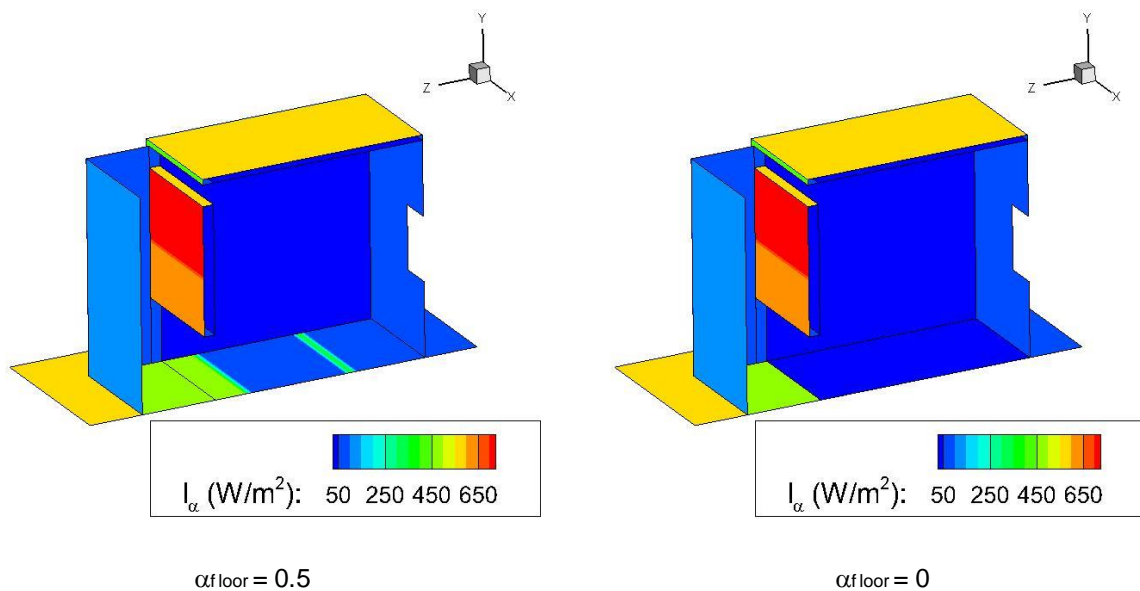 Y
Z
X
Y
Z
X
Iα (W/m²): 50 250 450 650
Iα (W/m²): 50 250 450 650
αfloor = 0.5
αfloor = 0